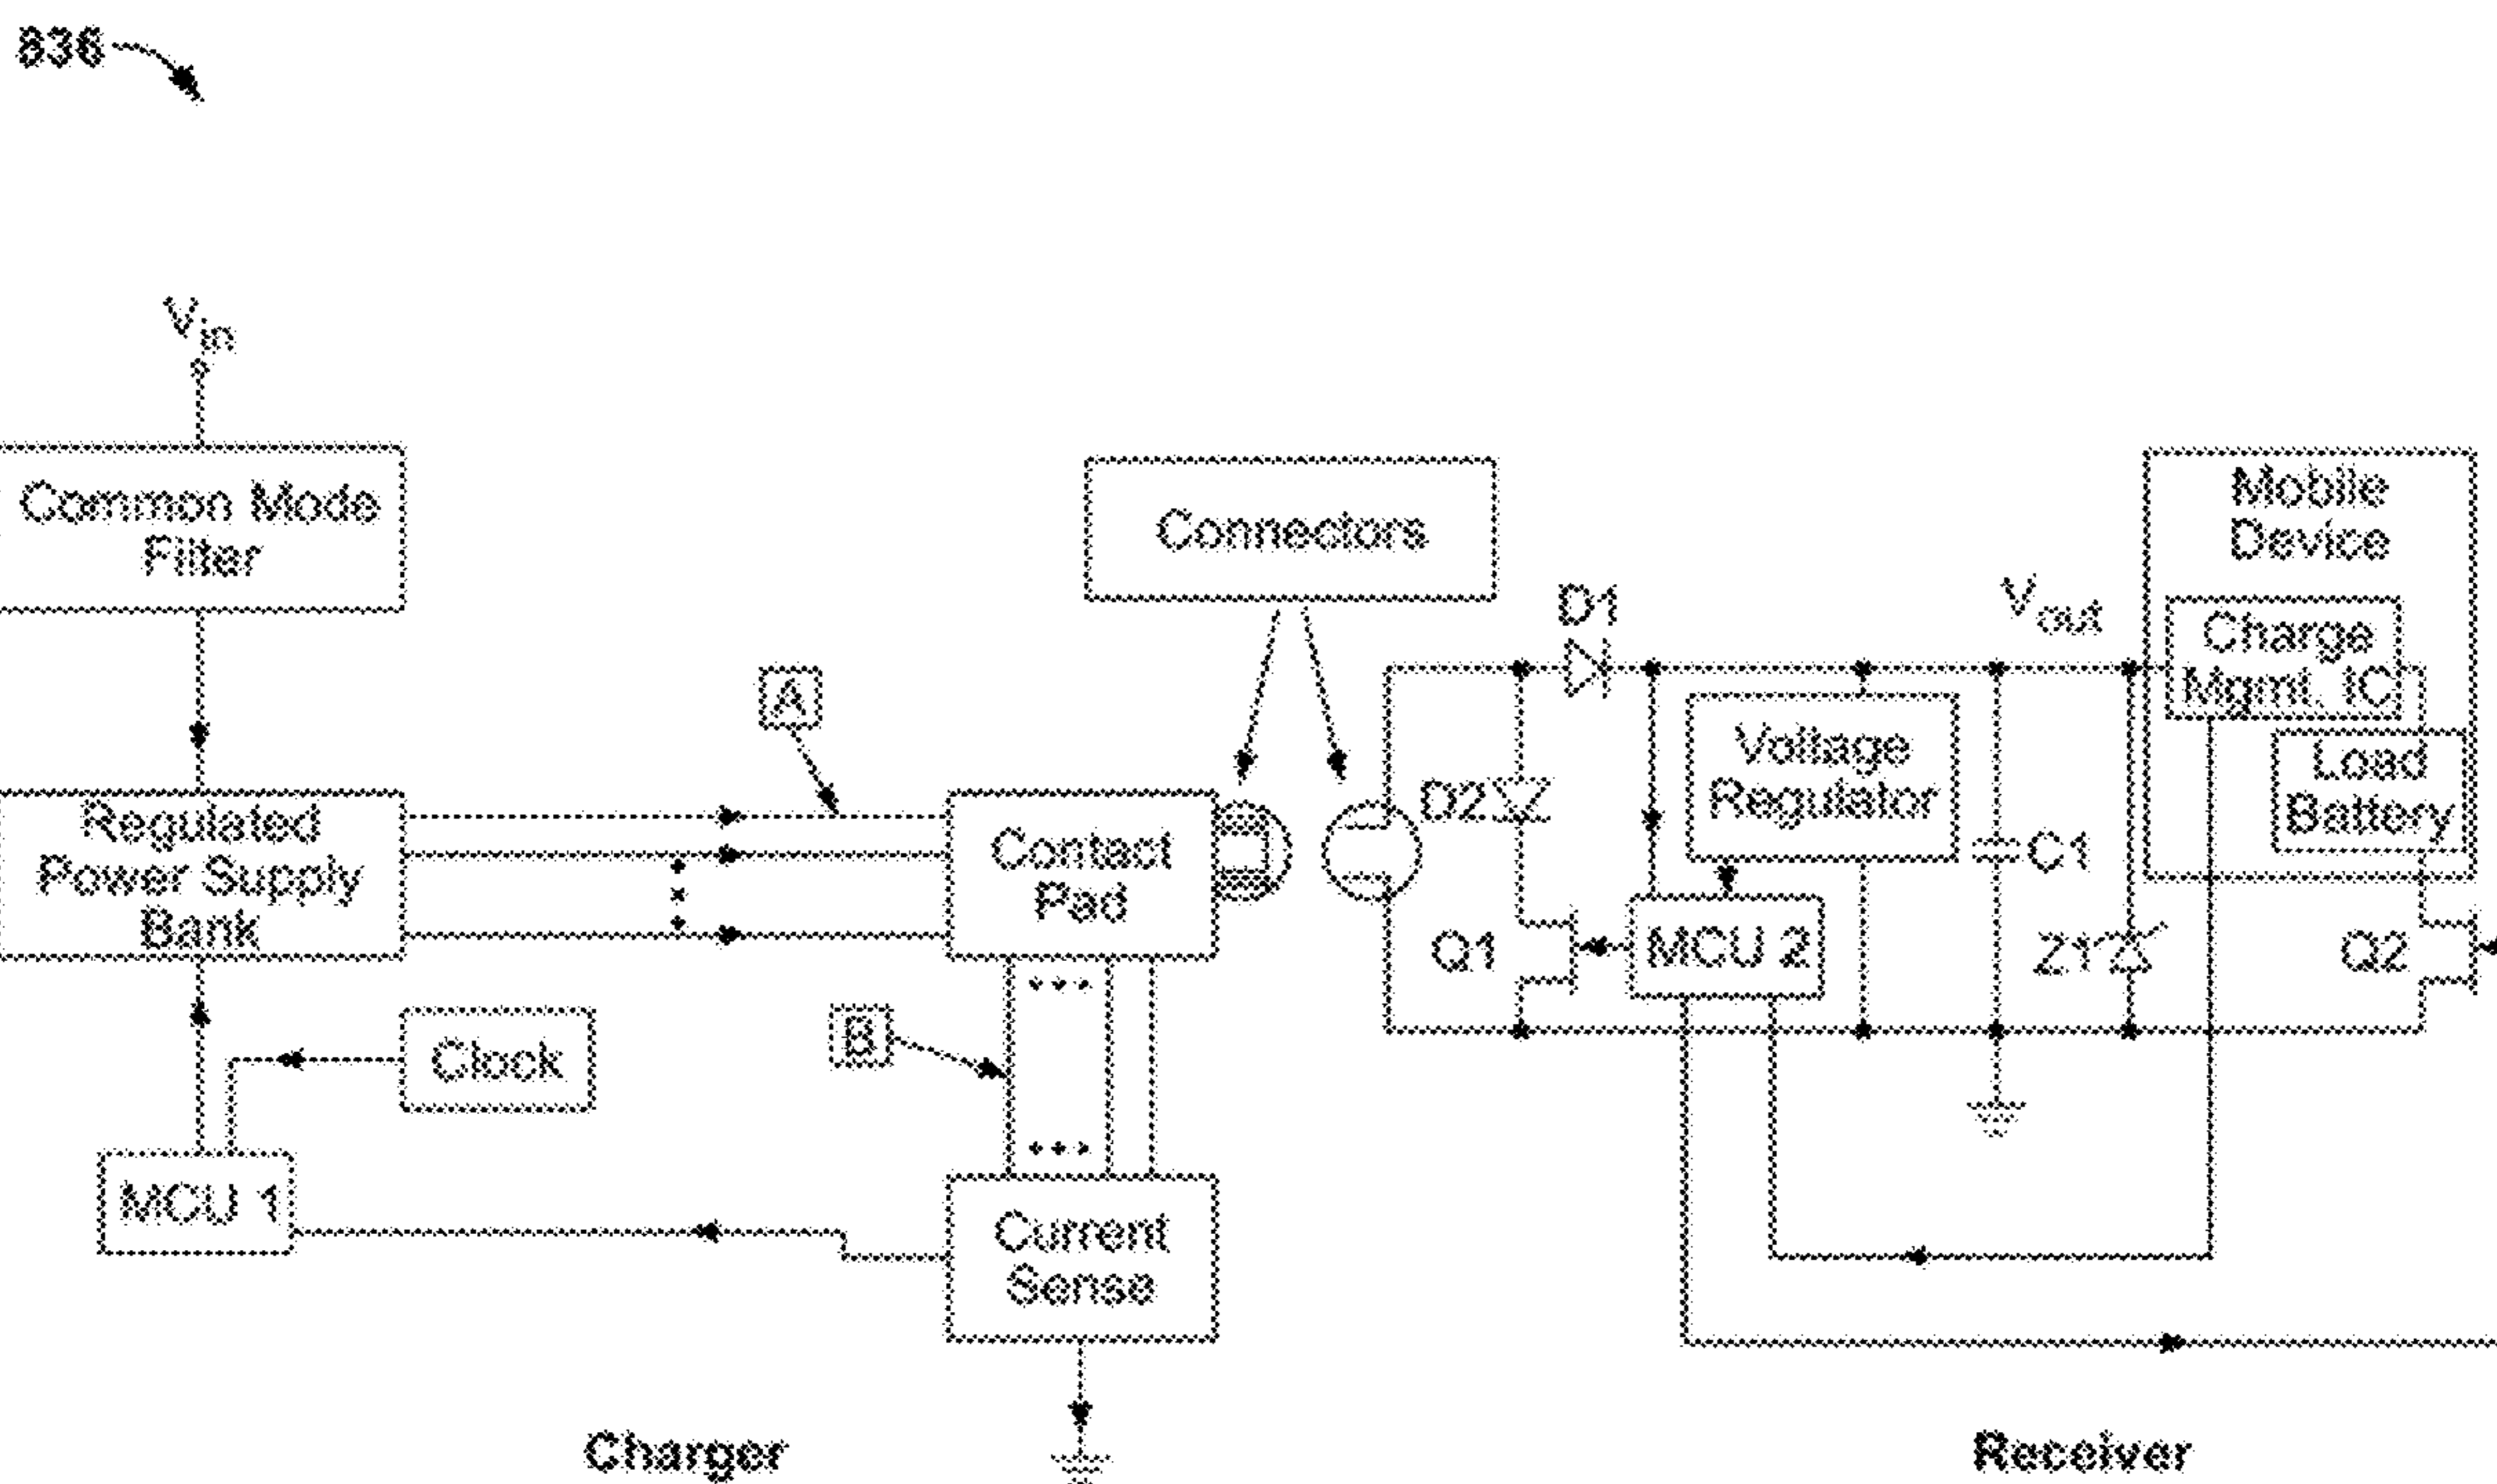 836
Vin
Common Mode
Filter
Connectors
Mobile
Device
D1
Vout
Charge
Mgmt. IC
A
Regulated
Power Supply
Bank
Contact
Pad
D2
Voltage
Regulator
C1
Load
Battery
Q1
MCU 2
Z1
Q2
B
Clock
MCU 1
Current
Sense
Charger
Receiver